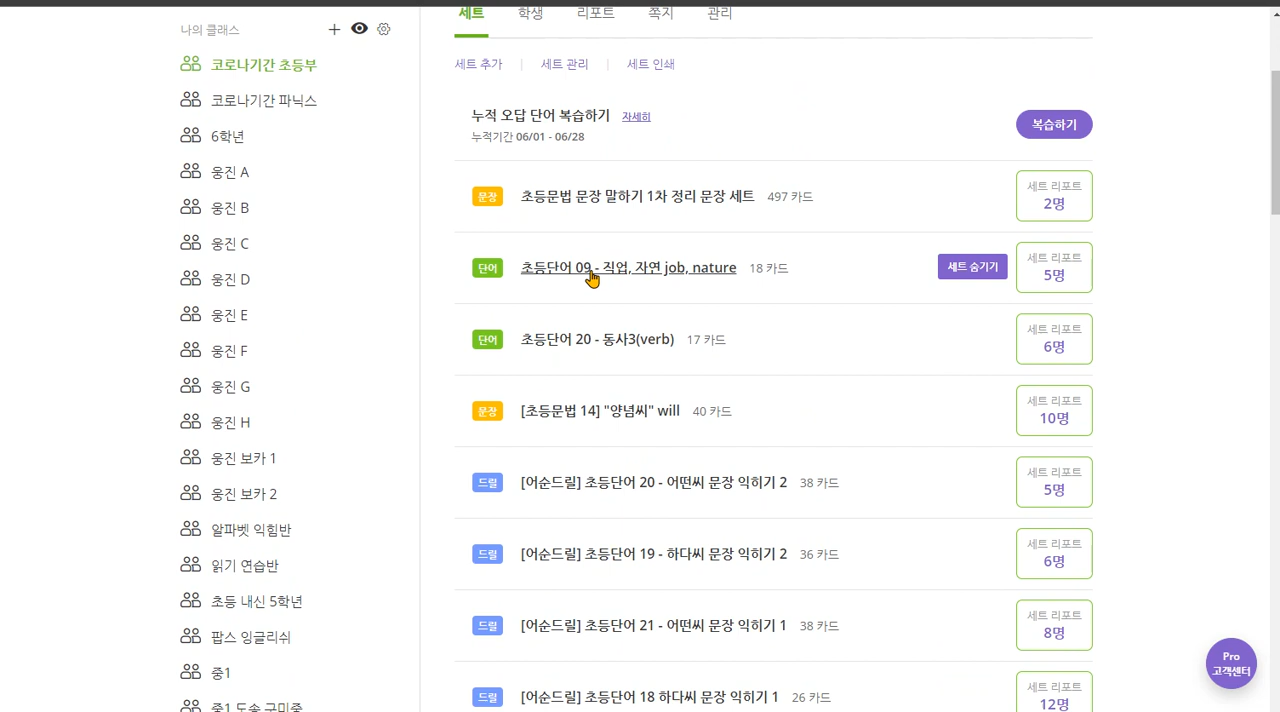 나의 클래스
코로나기간 초등부
코로나기간 파닉스
6학년
웅진 A
웅진 B
웅진 C
웅진 D
웅진 E
웅진 F
웅진 G
웅진 H
웅진 보카 1
웅진 보카 2
알파벳 익힘반
읽기 연습반
초등 내신 5학년
팝스 잉글리쉬
중1
중1 도송 구미중
세트 학생 리포트 쪽지 관리
세트 추가 | 세트 관리 | 세트 인쇄
누적 오답 단어 복습하기 자세히
누적기간 06/01 - 06/28
복습하기
문장 초등문법 문장 말하기 1차 정리 문장 세트 497 카드
세트 리포트
2명
단어 초등단어 09 - 직업, 자연 job, nature 18 카드 세트 숨기기
세트 리포트
5명
단어 초등단어 20 - 동사3(verb) 17 카드
세트 리포트
6명
문장 [초등문법 14] "양념씨" will 40 카드
세트 리포트
10명
드릴 [어순드릴] 초등단어 20 - 어떤씨 문장 익히기 2 38 카드
세트 리포트
5명
드릴 [어순드릴] 초등단어 19 - 하다씨 문장 익히기 2 36 카드
세트 리포트
6명
드릴 [어순드릴] 초등단어 21 - 어떤씨 문장 익히기 1 38 카드
세트 리포트
8명
드릴 [어순드릴] 초등단어 18 하다씨 문장 익히기 1 26 카드
세트 리포트
12명
Pro
고객센터